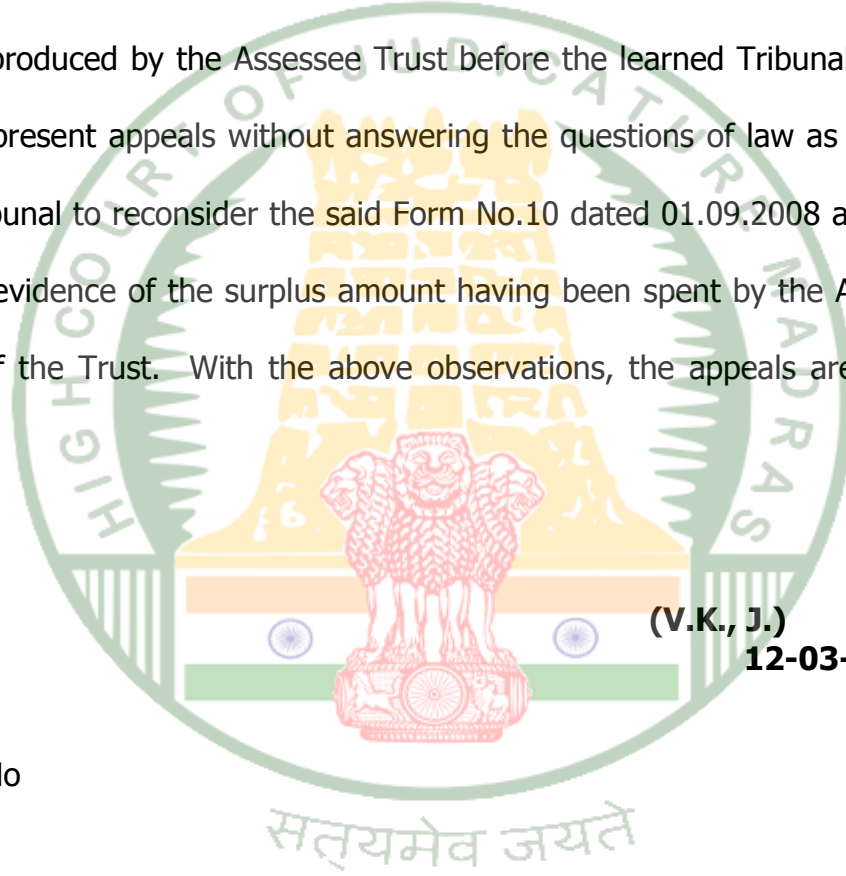 produced by the Assessee Trust before the learned Tribunal
present appeals without answering the questions of law as
bunal to reconsider the said Form No.10 dated 01.09.2008 a
evidence of the surplus amount having been spent by the A
f the Trust. With the above observations, the appeals are
HIGH COURT OF JUDICATURE MADRAS
(V.K., J.)
12-03-
lo
सत्यमेव जयते